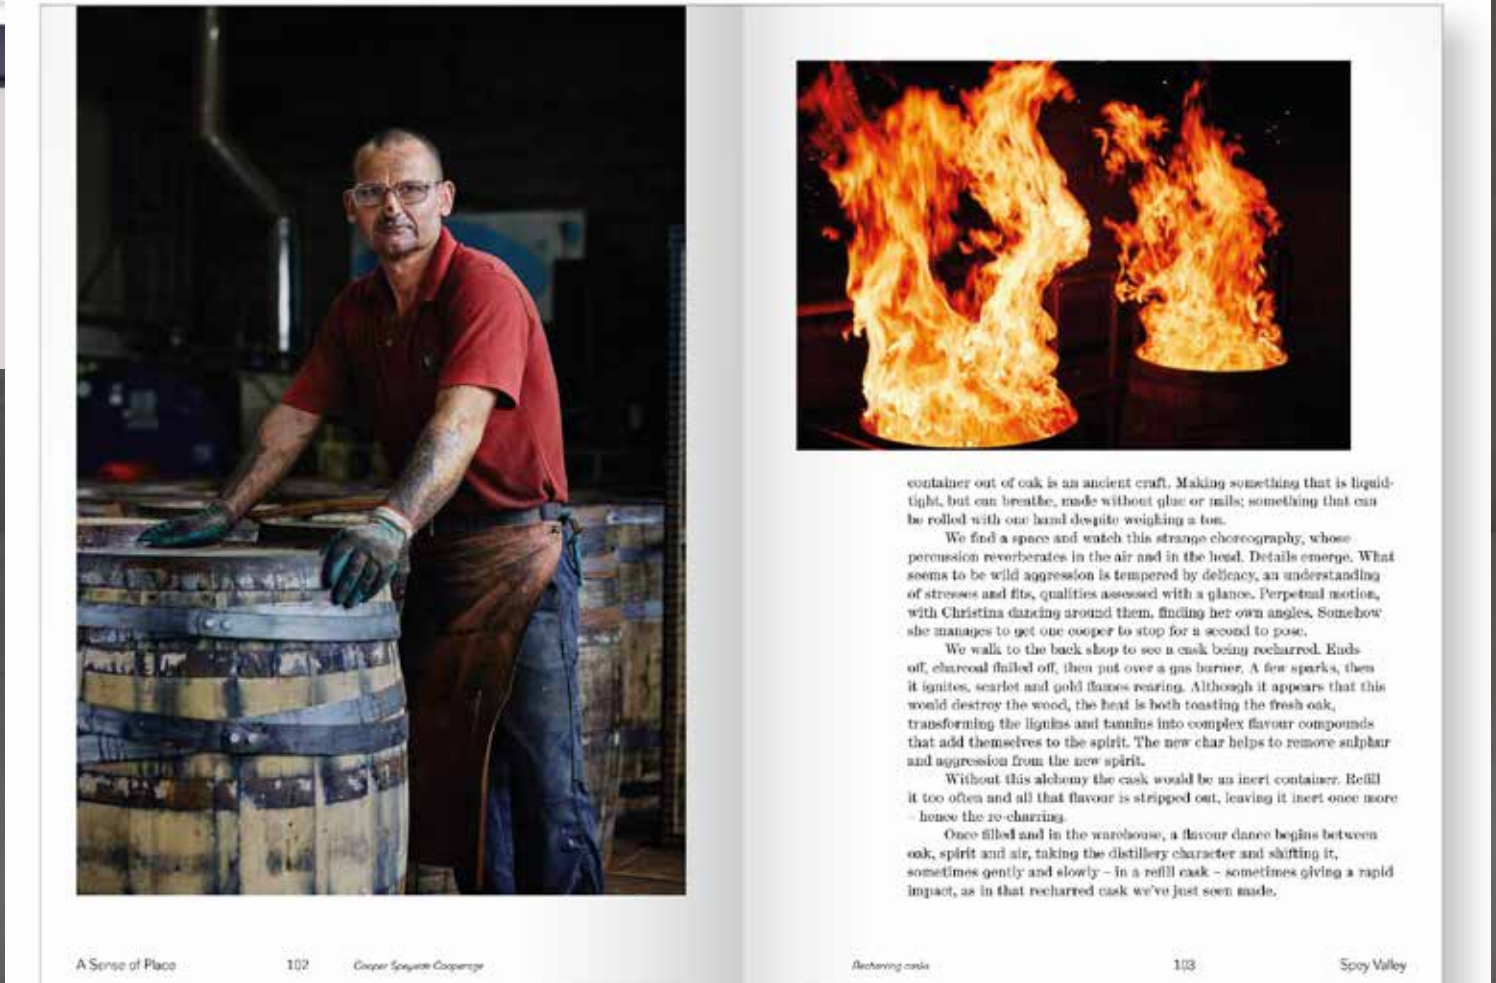 container out of oak is an ancient craft. Making something that is liquid-
tight, but can breathe, made without glue or nails; something that can
be rolled with one hand despite weighing a ton.
We find a space and watch this strange choreography, whose
percussion reverberates in the air and in the head. Details emerge. What
seems to be wild aggression is tempered by delicacy, an understanding
of stresses and fits, qualities assessed with a glance. Perpetual motion,
with Christina dancing around them, finding her own angles. Somehow
she manages to get one cooper to stop for a second to pose.
We walk to the back shop to see a cask being recharred. Ends
off, charcoal flailed off, then put over a gas burner. A few sparks, then
it ignites, scarlet and gold flames rearing. Although it appears that this
would destroy the wood, the heat is both toasting the fresh oak,
transforming the lignins and tannins into complex flavour compounds
that add themselves to the spirit. The new char helps to remove sulphur
and aggression from the new spirit.
Without this alchemy the cask would be an inert container. Refill
it too often and all that flavour is stripped out, leaving it inert once more
– hence the re-charring.
Once filled and in the warehouse, a flavour dance begins between
oak, spirit and air, taking the distillery character and shifting it,
sometimes gently and slowly – in a refill cask – sometimes giving a rapid
impact, as in that recharred cask we've just seen made.
A Sense of Place 102 Cooper Speyside Cooperage
Recharring casks 103 Spey Valley